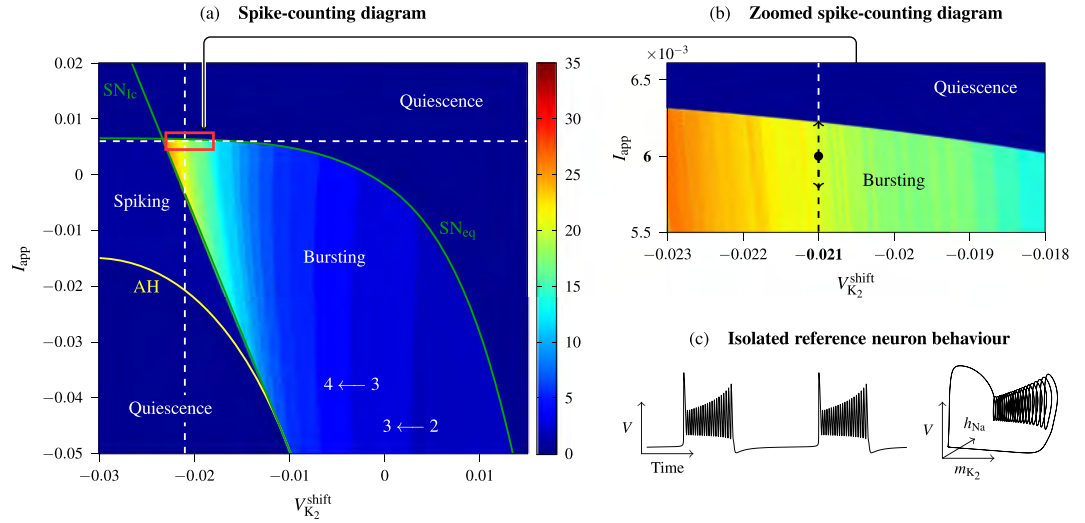 (a) Spike-counting diagram
0.02
0.01
0
−0.01
−0.02
−0.03
−0.04
−0.05
I_app
−0.03
−0.02
−0.01
0
0.01
V_K₂^shift
SN_Ic
Quiescence
Spiking
Bursting
SN_eq
AH
Quiescence
4 ⟵ 3
3 ⟵ 2
35
30
25
20
15
10
5
0
(b) Zoomed spike-counting diagram
×10⁻³
6.5
6
5.5
I_app
Quiescence
Bursting
−0.023
−0.022
−0.021
−0.02
−0.019
−0.018
V_K₂^shift
(c) Isolated reference neuron behaviour
V
Time
V
h_Na
m_K₂